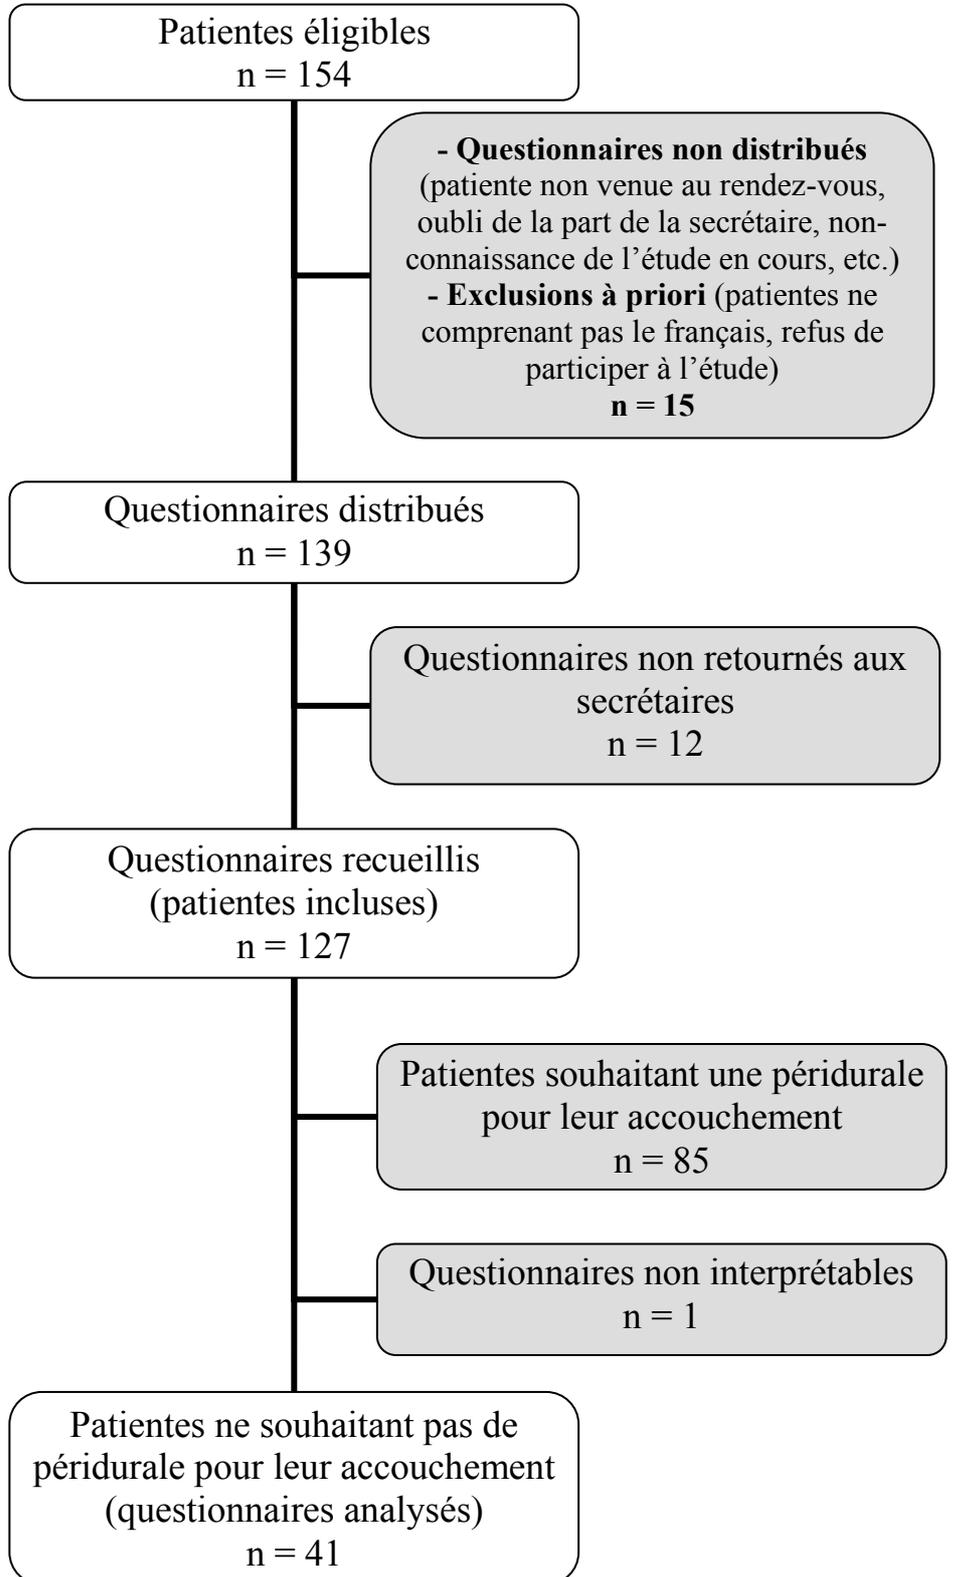 Patientes éligibles
n = 154
- Questionnaires non distribués
(patiente non venue au rendez-vous,
oubli de la part de la secrétaire, non-
connaissance de l’étude en cours, etc.)
- Exclusions à priori (patientes ne
comprenant pas le français, refus de
participer à l’étude)
n = 15
Questionnaires distribués
n = 139
Questionnaires non retournés aux
secrétaires
n = 12
Questionnaires recueillis
(patientes incluses)
n = 127
Patientes souhaitant une péridurale
pour leur accouchement
n = 85
Questionnaires non interprétables
n = 1
Patientes ne souhaitant pas de
péridurale pour leur accouchement
(questionnaires analysés)
n = 41